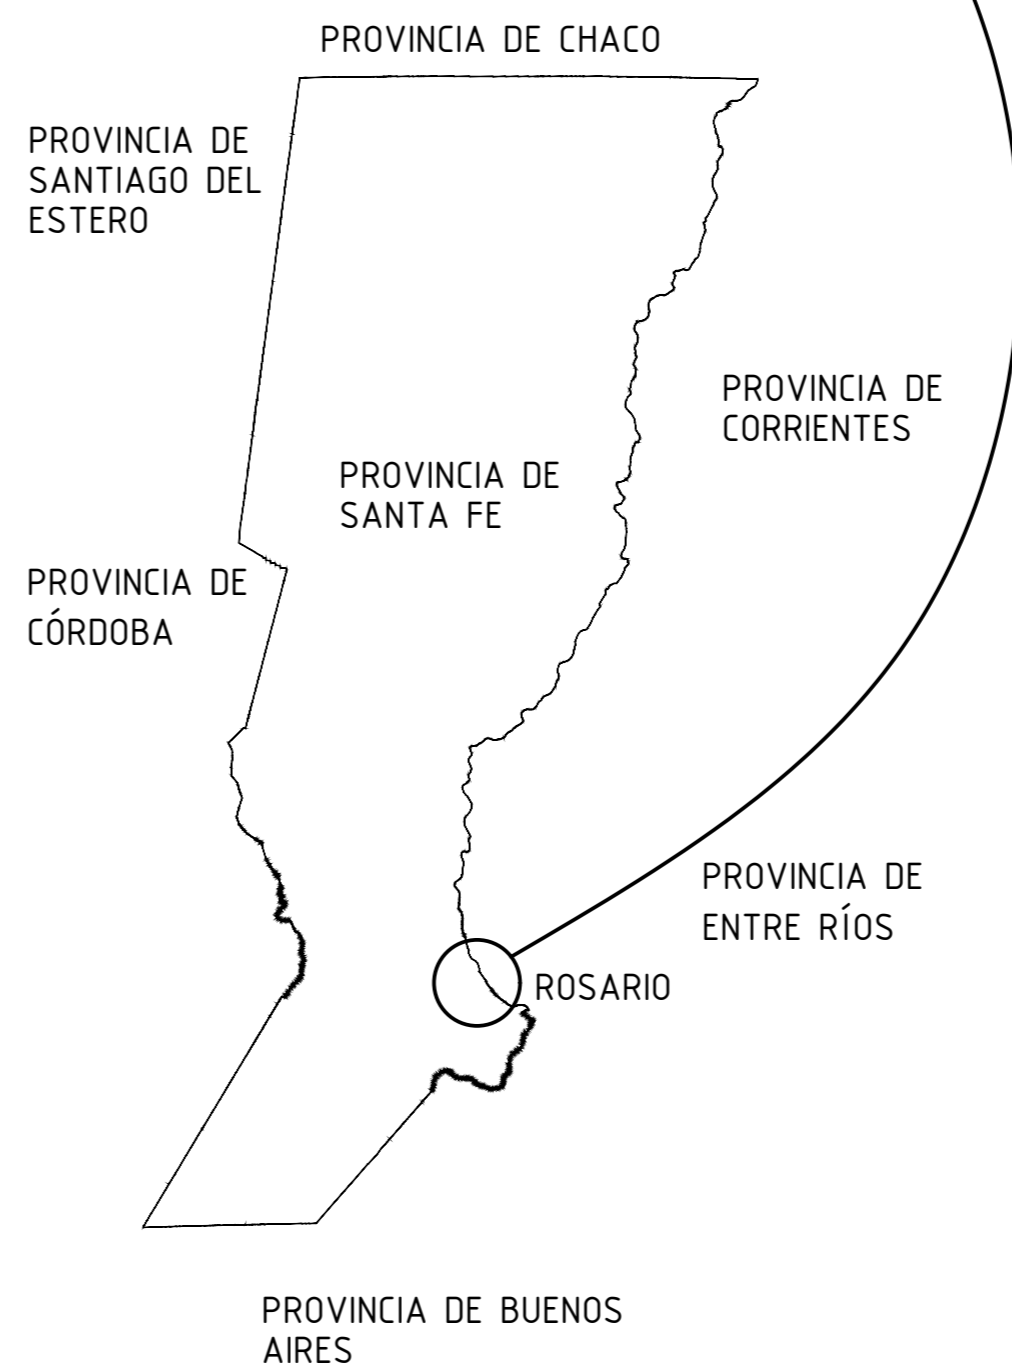 PROVINCIA DE CHACO
PROVINCIA DE
SANTIAGO DEL
ESTERO
PROVINCIA DE
CORRIENTES
PROVINCIA DE
SANTA FE
PROVINCIA DE
CÓRDOBA
PROVINCIA DE
ENTRE RÍOS
ROSARIO
PROVINCIA DE BUENOS
AIRES